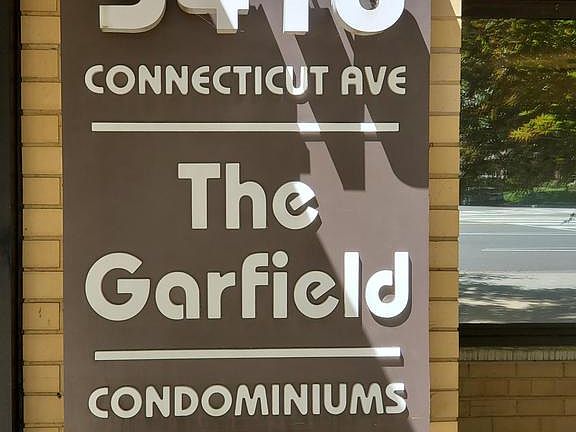 CONNECTICUT AVE
The
Garfield
CONDOMINIUMS